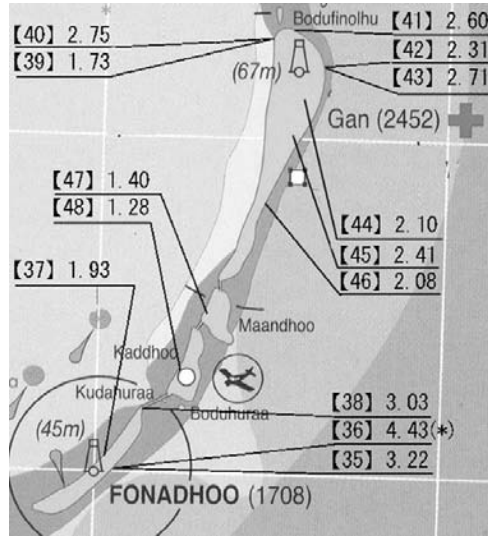 Bodufinolhu
【40】 2.75
【39】 1.73
【41】 2.60
【42】 2.31
【43】 2.71
(67m)
Gan (2452)
【47】 1.40
【48】 1.28
【44】 2.10
【45】 2.41
【46】 2.08
【37】 1.93
Maandhoo
Kaddhoo
Kudahuraa
Boduhuraa
(45m)
【38】 3.03
【36】 4.43(*)
【35】 3.22
FONADHOO (1708)